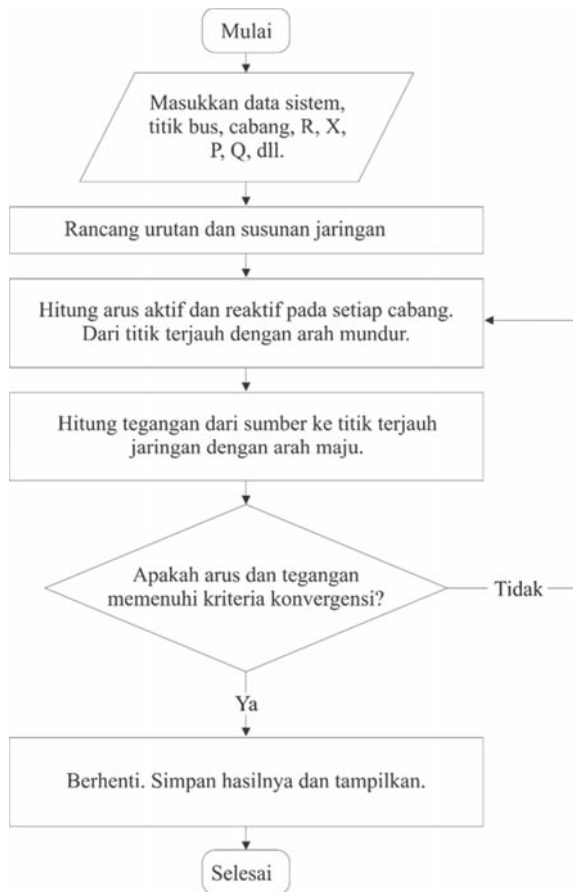 Mulai
Masukkan data sistem,
titik bus, cabang, R, X,
P, Q, dll.
Rancang urutan dan susunan jaringan
Hitung arus aktif dan reaktif pada setiap cabang.
Dari titik terjauh dengan arah mundur.
Hitung tegangan dari sumber ke titik terjauh
jaringan dengan arah maju.
Apakah arus dan tegangan
memenuhi kriteria konvergensi?
Tidak
Ya
Berhenti. Simpan hasilnya dan tampilkan.
Selesai